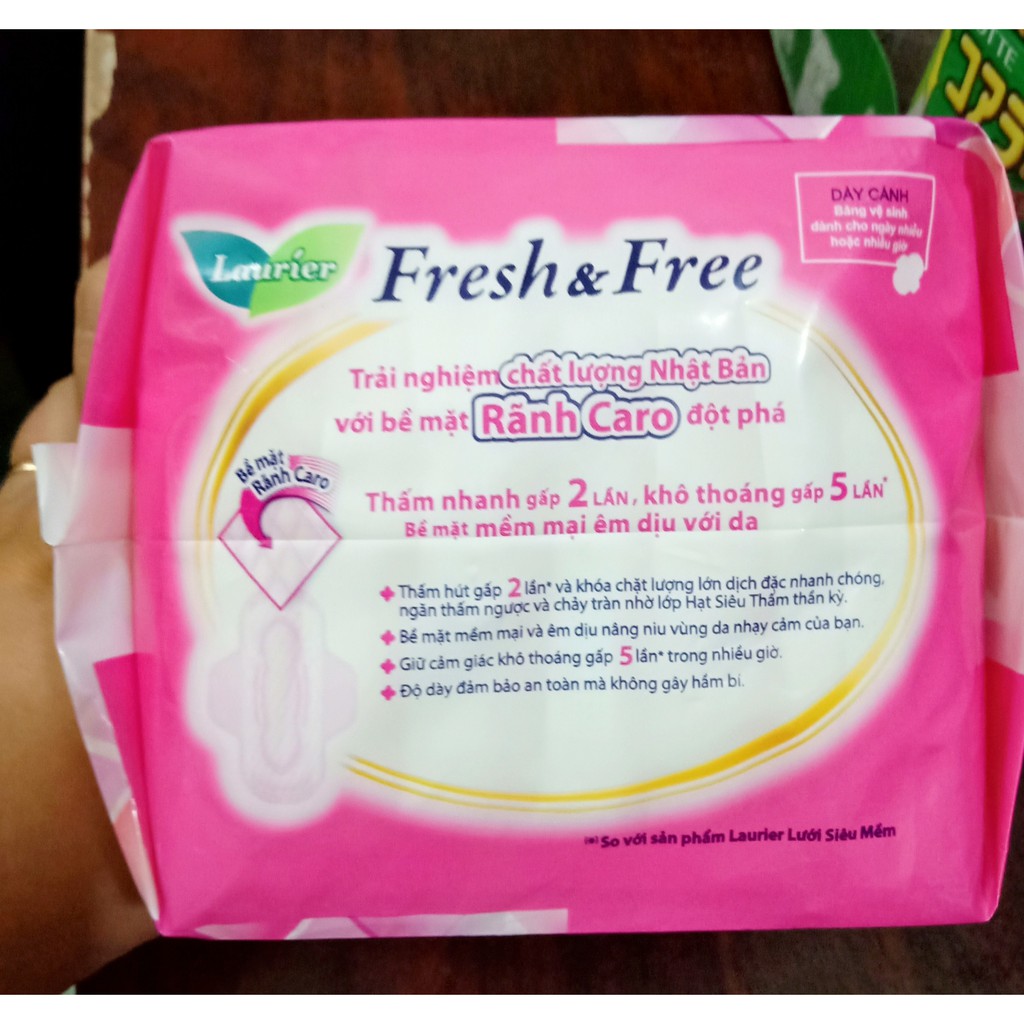 OTTE
DÀY CÁNH
Băng vệ sinh
dành cho ngày nhiều
hoặc nhiều giờ
Laurier
Fresh & Free
Trải nghiệm chất lượng Nhật Bản
với bề mặt Rãnh Caro đột phá
Bề mặt
Rãnh Caro
Thấm nhanh gấp 2 LẦN, khô thoáng gấp 5 LẦN*
Bề mặt mềm mại êm dịu với da
Thấm hút gấp 2 lần* và khóa chặt lượng lớn dịch đặc nhanh chóng,
ngăn thấm ngược và chảy tràn nhờ lớp Hạt Siêu Thấm thần kỳ.
Bề mặt mềm mại và êm dịu nâng niu vùng da nhạy cảm của bạn.
Giữ cảm giác khô thoáng gấp 5 lần* trong nhiều giờ.
Độ dày đảm bảo an toàn mà không gây hầm bí.
(*) So với sản phẩm Laurier Lưới Siêu Mềm